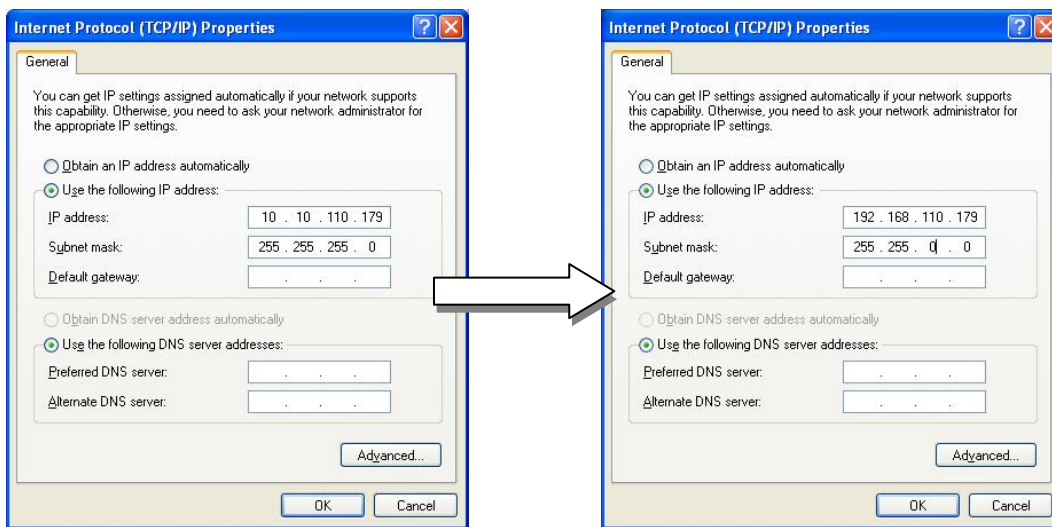 Internet Protocol (TCP/IP) Properties
General
You can get IP settings assigned automatically if your network supports
this capability. Otherwise, you need to ask your network administrator for
the appropriate IP settings.
Obtain an IP address automatically
Use the following IP address:
IP address: 10 . 10 . 110 . 179
Subnet mask: 255 . 255 . 255 . 0
Default gateway: . . .
Obtain DNS server address automatically
Use the following DNS server addresses:
Preferred DNS server: . . .
Alternate DNS server: . . .
Advanced...
OK Cancel
Internet Protocol (TCP/IP) Properties
General
You can get IP settings assigned automatically if your network supports
this capability. Otherwise, you need to ask your network administrator for
the appropriate IP settings.
Obtain an IP address automatically
Use the following IP address:
IP address: 192 . 168 . 110 . 179
Subnet mask: 255 . 255 . 0 . 0
Default gateway: . . .
Obtain DNS server address automatically
Use the following DNS server addresses:
Preferred DNS server: . . .
Alternate DNS server: . . .
Advanced...
OK Cancel